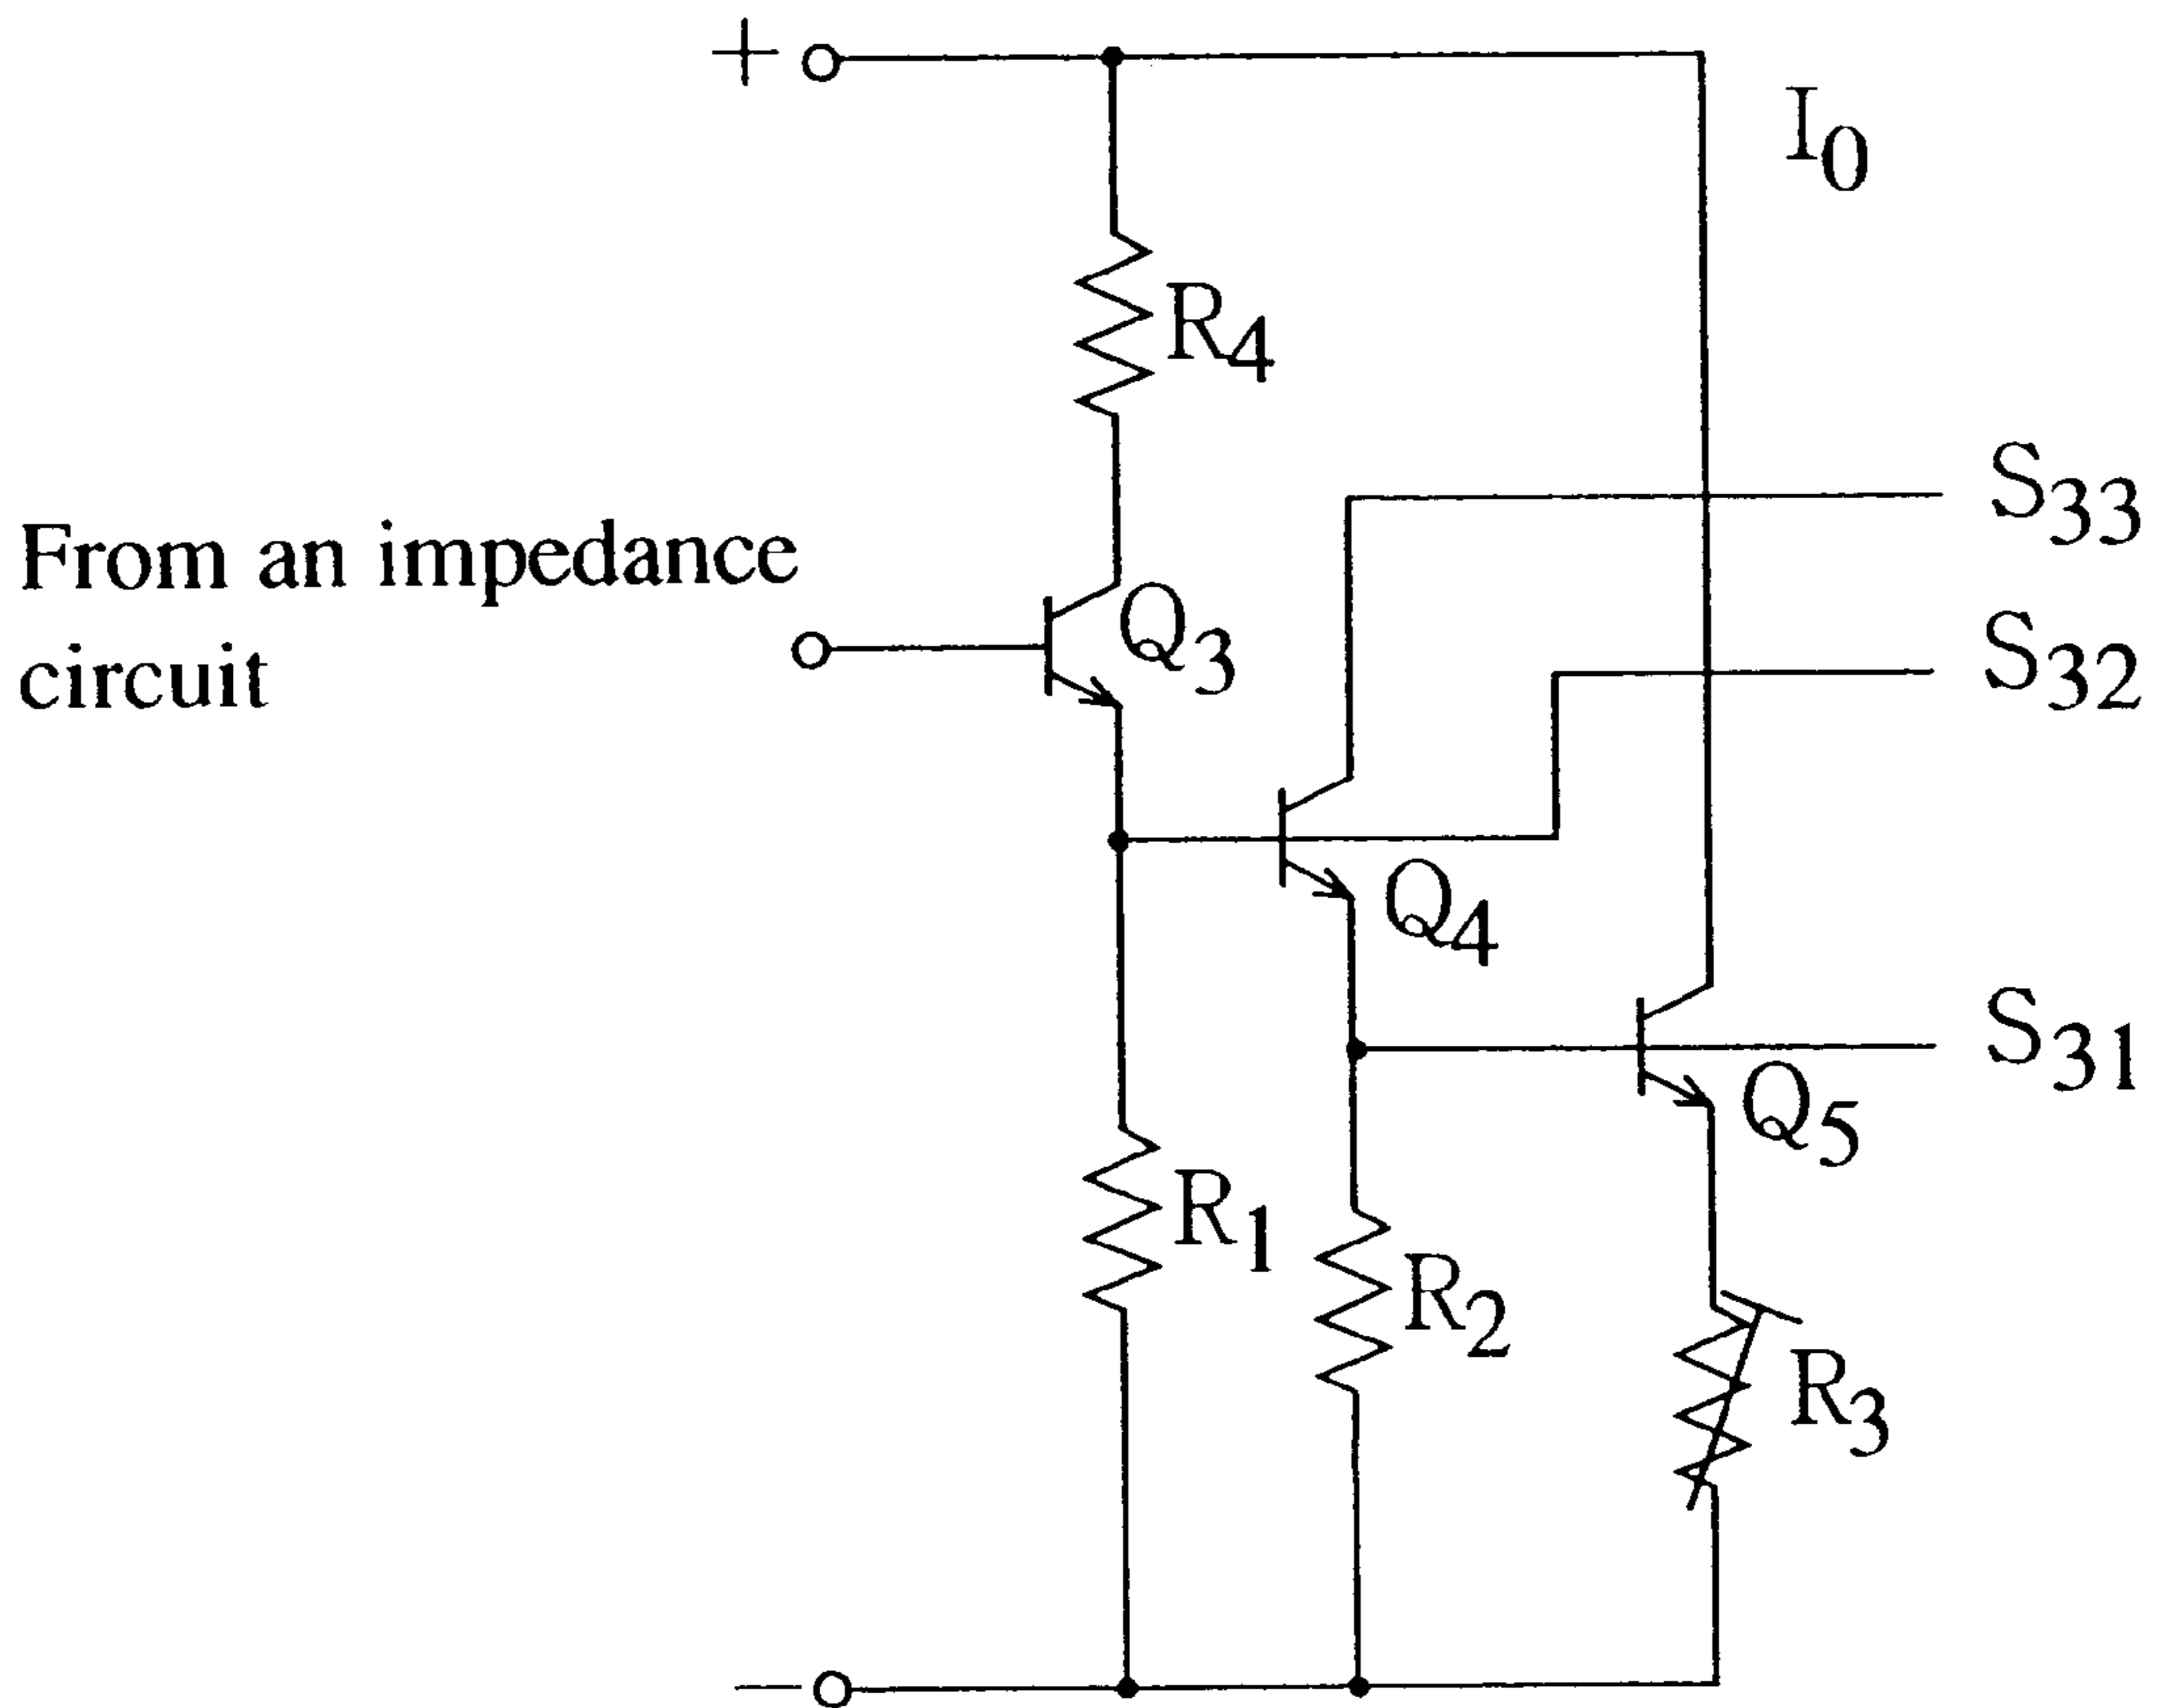 +
I0
R4
S33
From an impedance
circuit
Q3
S32
Q4
S31
Q5
R1
R2
R3
−